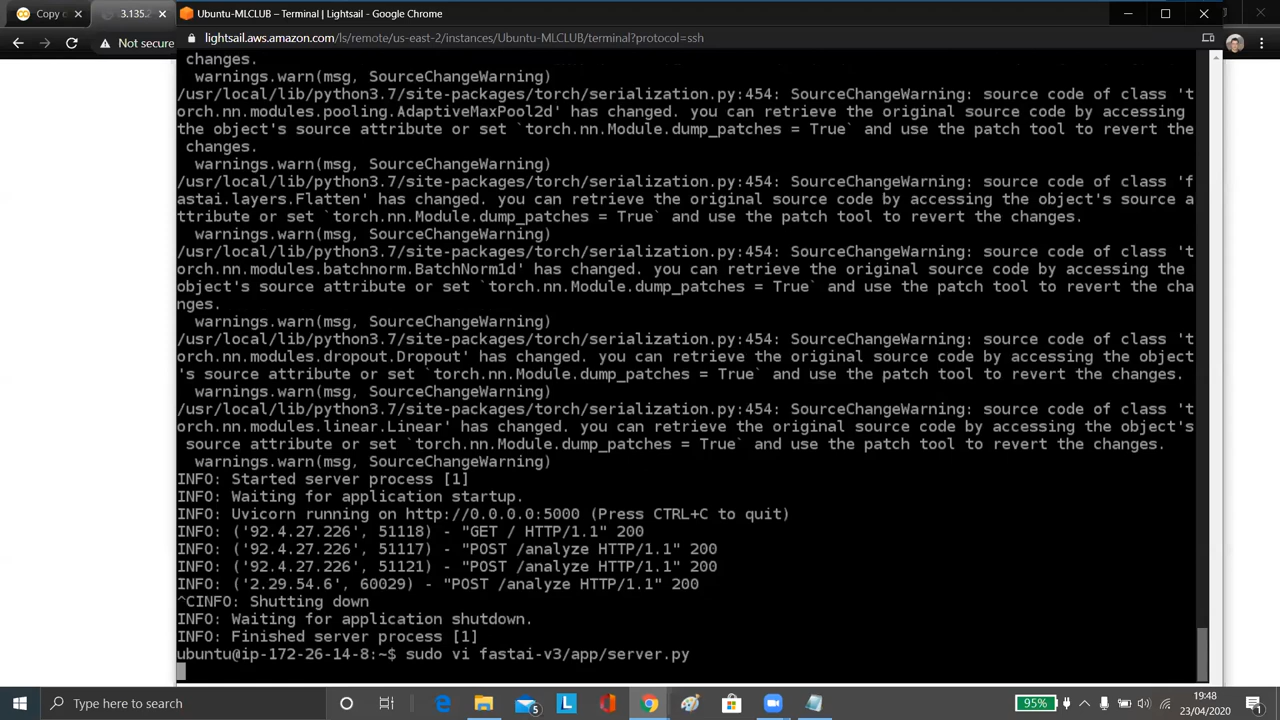 Copy c
3.135.2
Ubuntu-MLCLUB – Terminal | Lightsail - Google Chrome
Not secure
lightsail.aws.amazon.com/ls/remote/us-east-2/instances/Ubuntu-MLCLUB/terminal?protocol=ssh
changes.
warnings.warn(msg, SourceChangeWarning)
/usr/local/lib/python3.7/site-packages/torch/serialization.py:454: SourceChangeWarning: source code of class 't
orch.nn.modules.pooling.AdaptiveMaxPool2d' has changed. you can retrieve the original source code by accessing
the object's source attribute or set `torch.nn.Module.dump_patches = True` and use the patch tool to revert the
changes.
warnings.warn(msg, SourceChangeWarning)
/usr/local/lib/python3.7/site-packages/torch/serialization.py:454: SourceChangeWarning: source code of class 'f
astai.layers.Flatten' has changed. you can retrieve the original source code by accessing the object's source a
ttribute or set `torch.nn.Module.dump_patches = True` and use the patch tool to revert the changes.
warnings.warn(msg, SourceChangeWarning)
/usr/local/lib/python3.7/site-packages/torch/serialization.py:454: SourceChangeWarning: source code of class 't
orch.nn.modules.batchnorm.BatchNorm1d' has changed. you can retrieve the original source code by accessing the
object's source attribute or set `torch.nn.Module.dump_patches = True` and use the patch tool to revert the cha
nges.
warnings.warn(msg, SourceChangeWarning)
/usr/local/lib/python3.7/site-packages/torch/serialization.py:454: SourceChangeWarning: source code of class 't
orch.nn.modules.dropout.Dropout' has changed. you can retrieve the original source code by accessing the object
's source attribute or set `torch.nn.Module.dump_patches = True` and use the patch tool to revert the changes.
warnings.warn(msg, SourceChangeWarning)
/usr/local/lib/python3.7/site-packages/torch/serialization.py:454: SourceChangeWarning: source code of class 't
orch.nn.modules.linear.Linear' has changed. you can retrieve the original source code by accessing the object's
source attribute or set `torch.nn.Module.dump_patches = True` and use the patch tool to revert the changes.
warnings.warn(msg, SourceChangeWarning)
INFO: Started server process [1]
INFO: Waiting for application startup.
INFO: Uvicorn running on http://0.0.0.0:5000 (Press CTRL+C to quit)
INFO: ('92.4.27.226', 51118) - "GET / HTTP/1.1" 200
INFO: ('92.4.27.226', 51117) - "POST /analyze HTTP/1.1" 200
INFO: ('92.4.27.226', 51121) - "POST /analyze HTTP/1.1" 200
INFO: ('2.29.54.6', 60029) - "POST /analyze HTTP/1.1" 200
^CINFO: Shutting down
INFO: Waiting for application shutdown.
INFO: Finished server process [1]
ubuntu@ip-172-26-14-8:~$ sudo vi fastai-v3/app/server.py
Type here to search
5
L
95%
19:48
23/04/2020
1